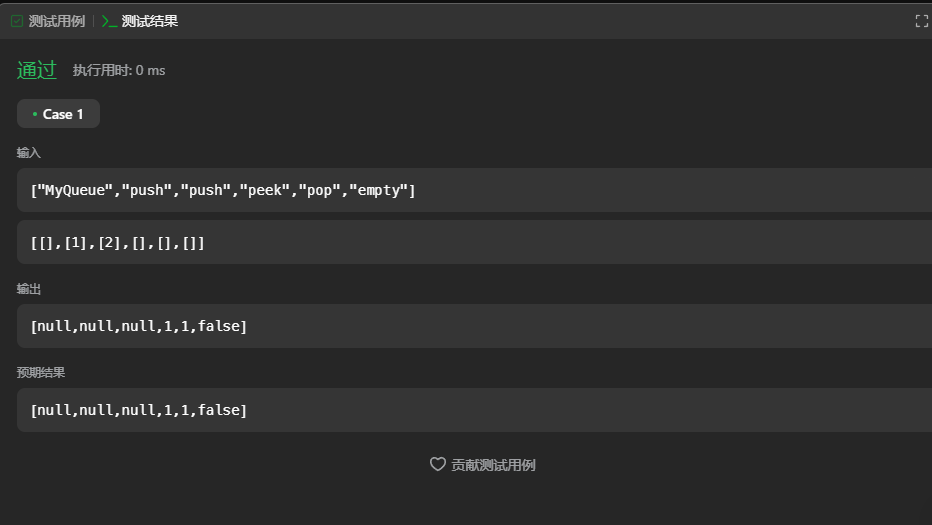 测试用例 | >_ 测试结果
通过 执行用时: 0 ms
• Case 1
输入
["MyQueue","push","push","peek","pop","empty"]
[[],[1],[2],[],[],[]]
输出
[null,null,null,1,1,false]
预期结果
[null,null,null,1,1,false]
贡献测试用例